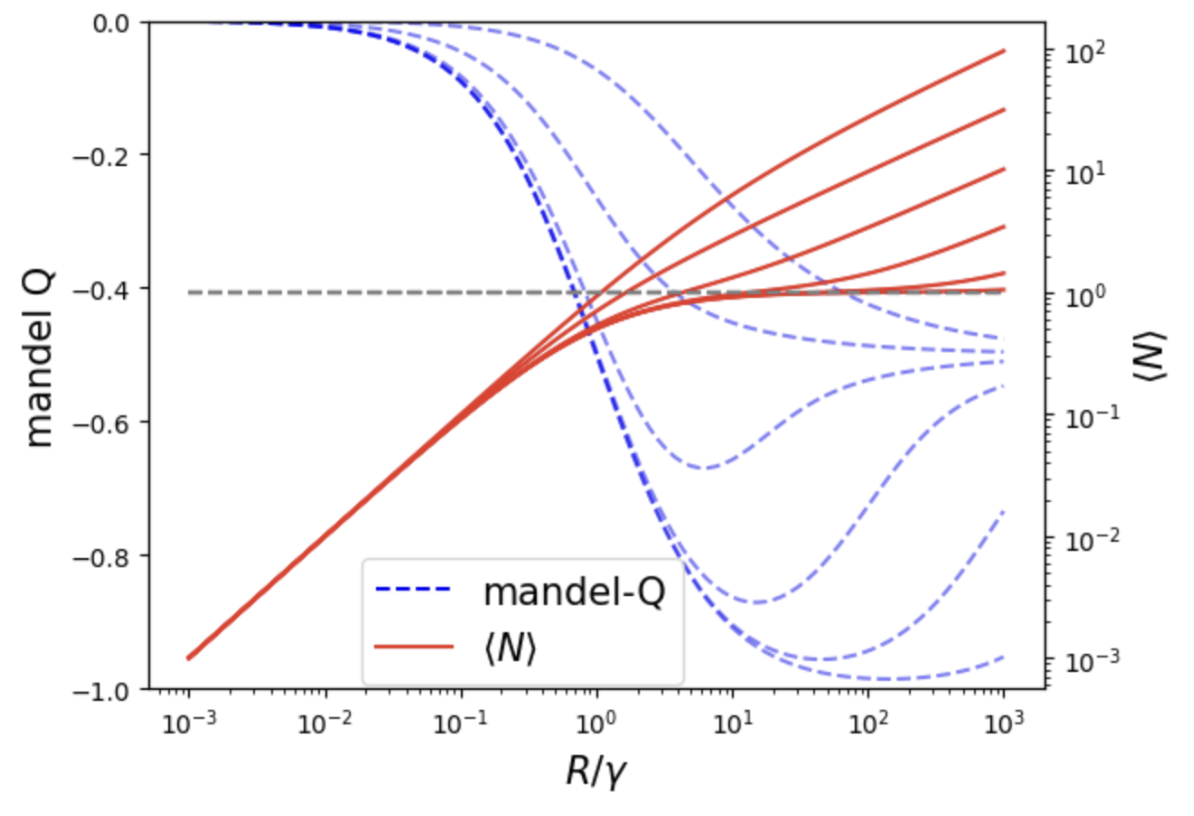 0.0
−0.2
−0.4
−0.6
−0.8
−1.0
mandel Q
10²
10¹
10⁰
10⁻¹
10⁻²
10⁻³
⟨N⟩
mandel-Q
⟨N⟩
10⁻³ 10⁻² 10⁻¹ 10⁰ 10¹ 10² 10³
R/γ